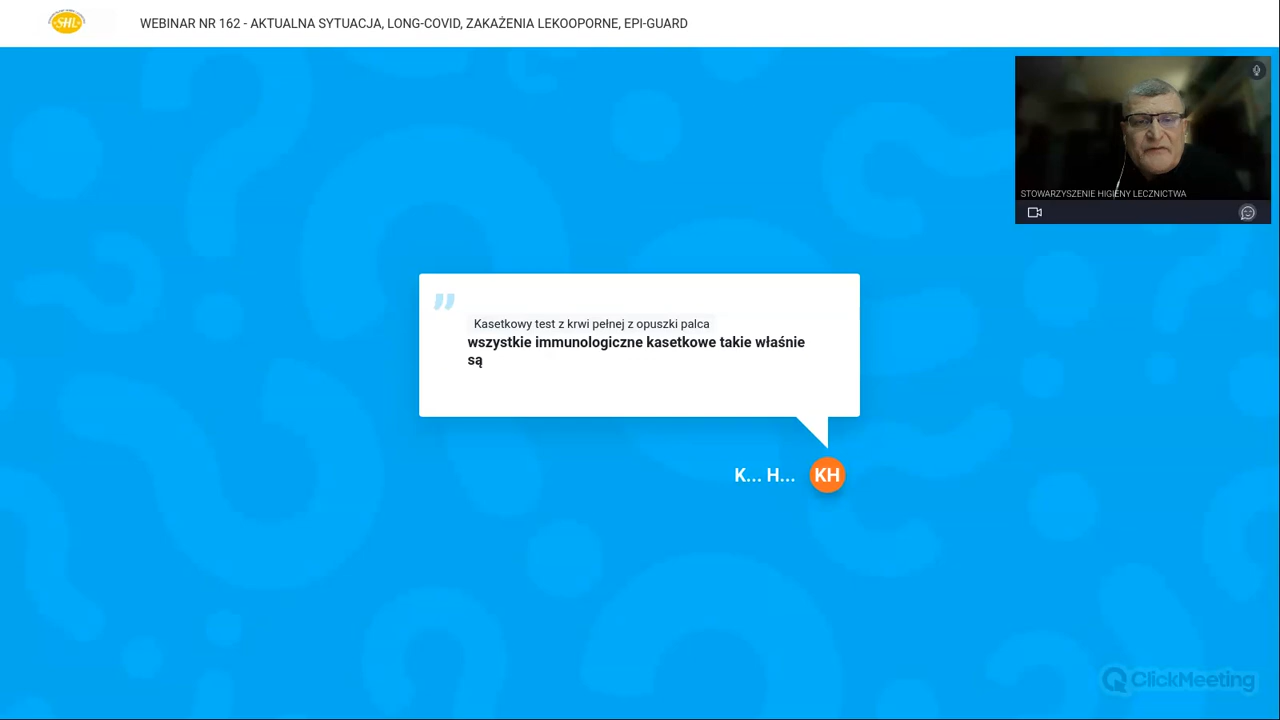 SHL
WEBINAR NR 162 - AKTUALNA SYTUACJA, LONG-COVID, ZAKAŻENIA LEKOOPORNE, EPI-GUARD
STOWARZYSZENIE HIGIENY LECZNICTWA
Kasetkowy test z krwi pełnej z opuszki palca
wszystkie immunologiczne kasetkowe takie właśnie
są
K... H... KH
ClickMeeting